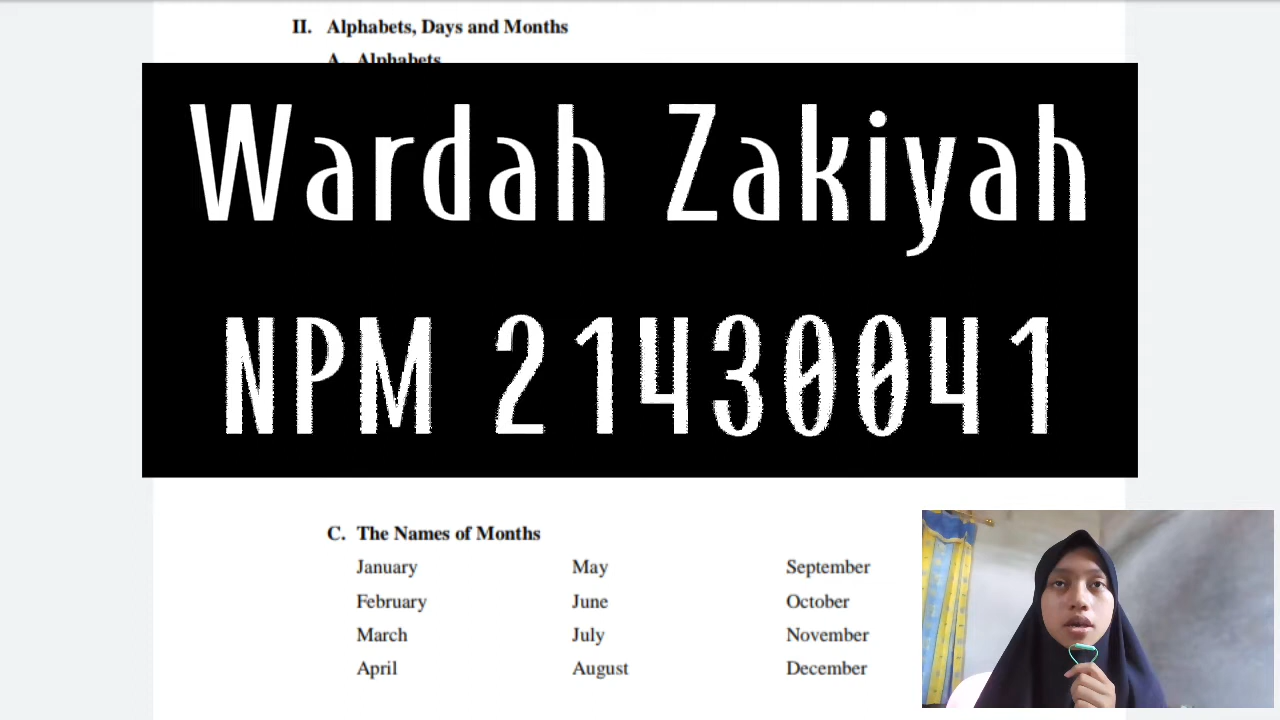 II. Alphabets, Days and Months
A. Alphabets
Wardah Zakiyah
NPM 21430041
C. The Names of Months
January May September
February June October
March July November
April August December